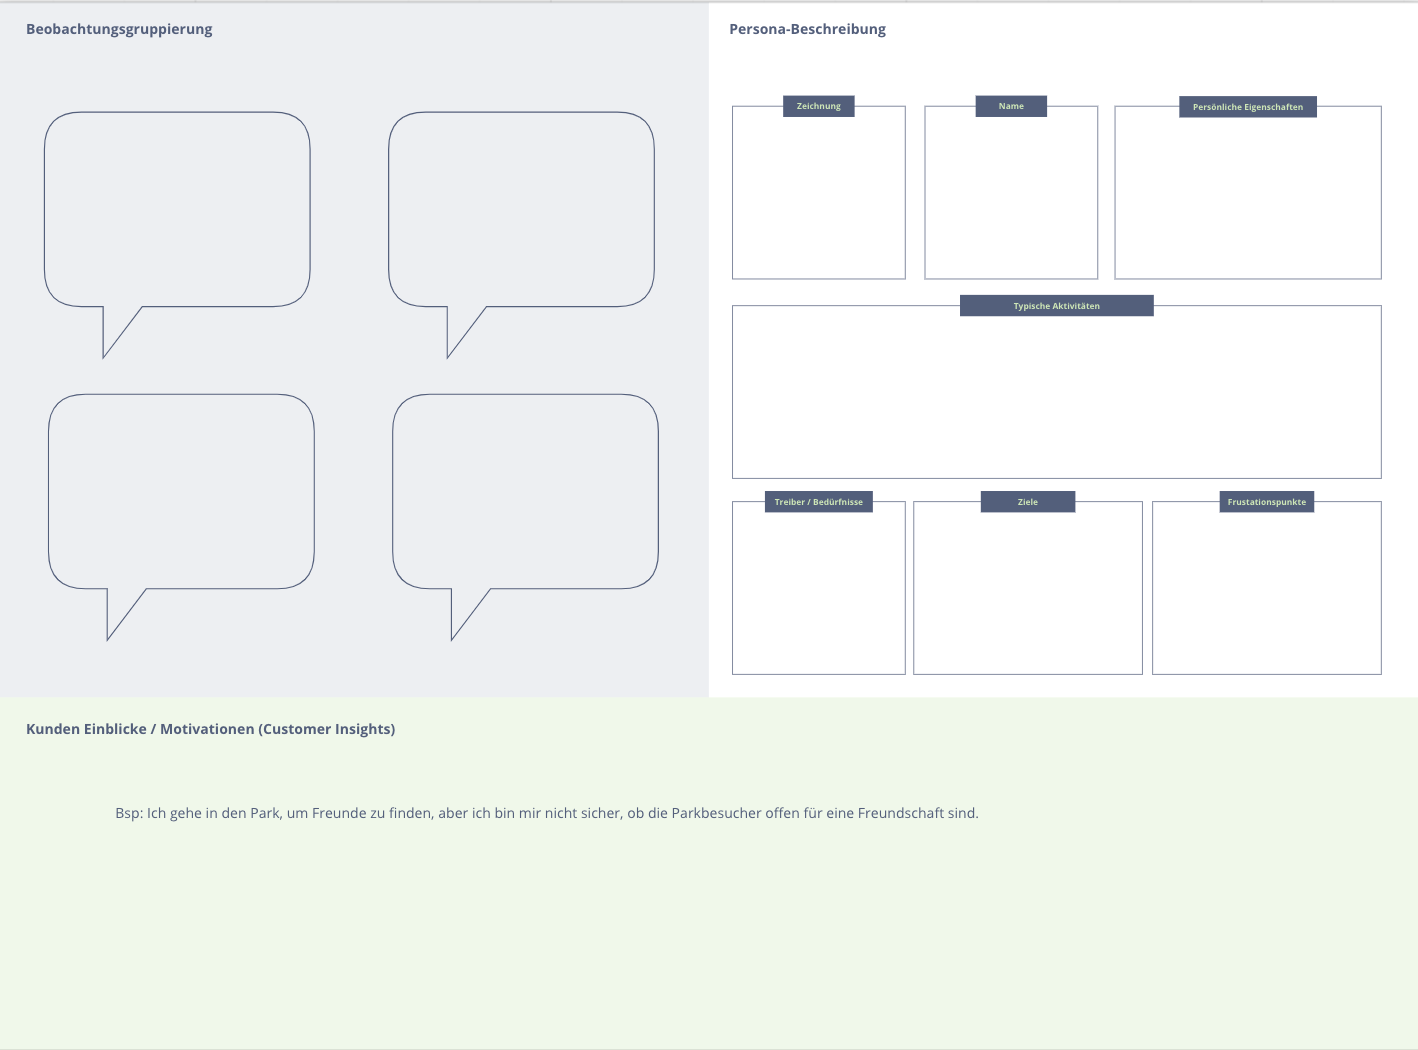 Beobachtungsgruppierung
Persona-Beschreibung
Zeichnung
Name
Persönliche Eigenschaften
Typische Aktivitäten
Treiber / Bedürfnisse
Ziele
Frustationspunkte
Kunden Einblicke / Motivationen (Customer Insights)
Bsp: Ich gehe in den Park, um Freunde zu finden, aber ich bin mir nicht sicher, ob die Parkbesucher offen für eine Freundschaft sind.